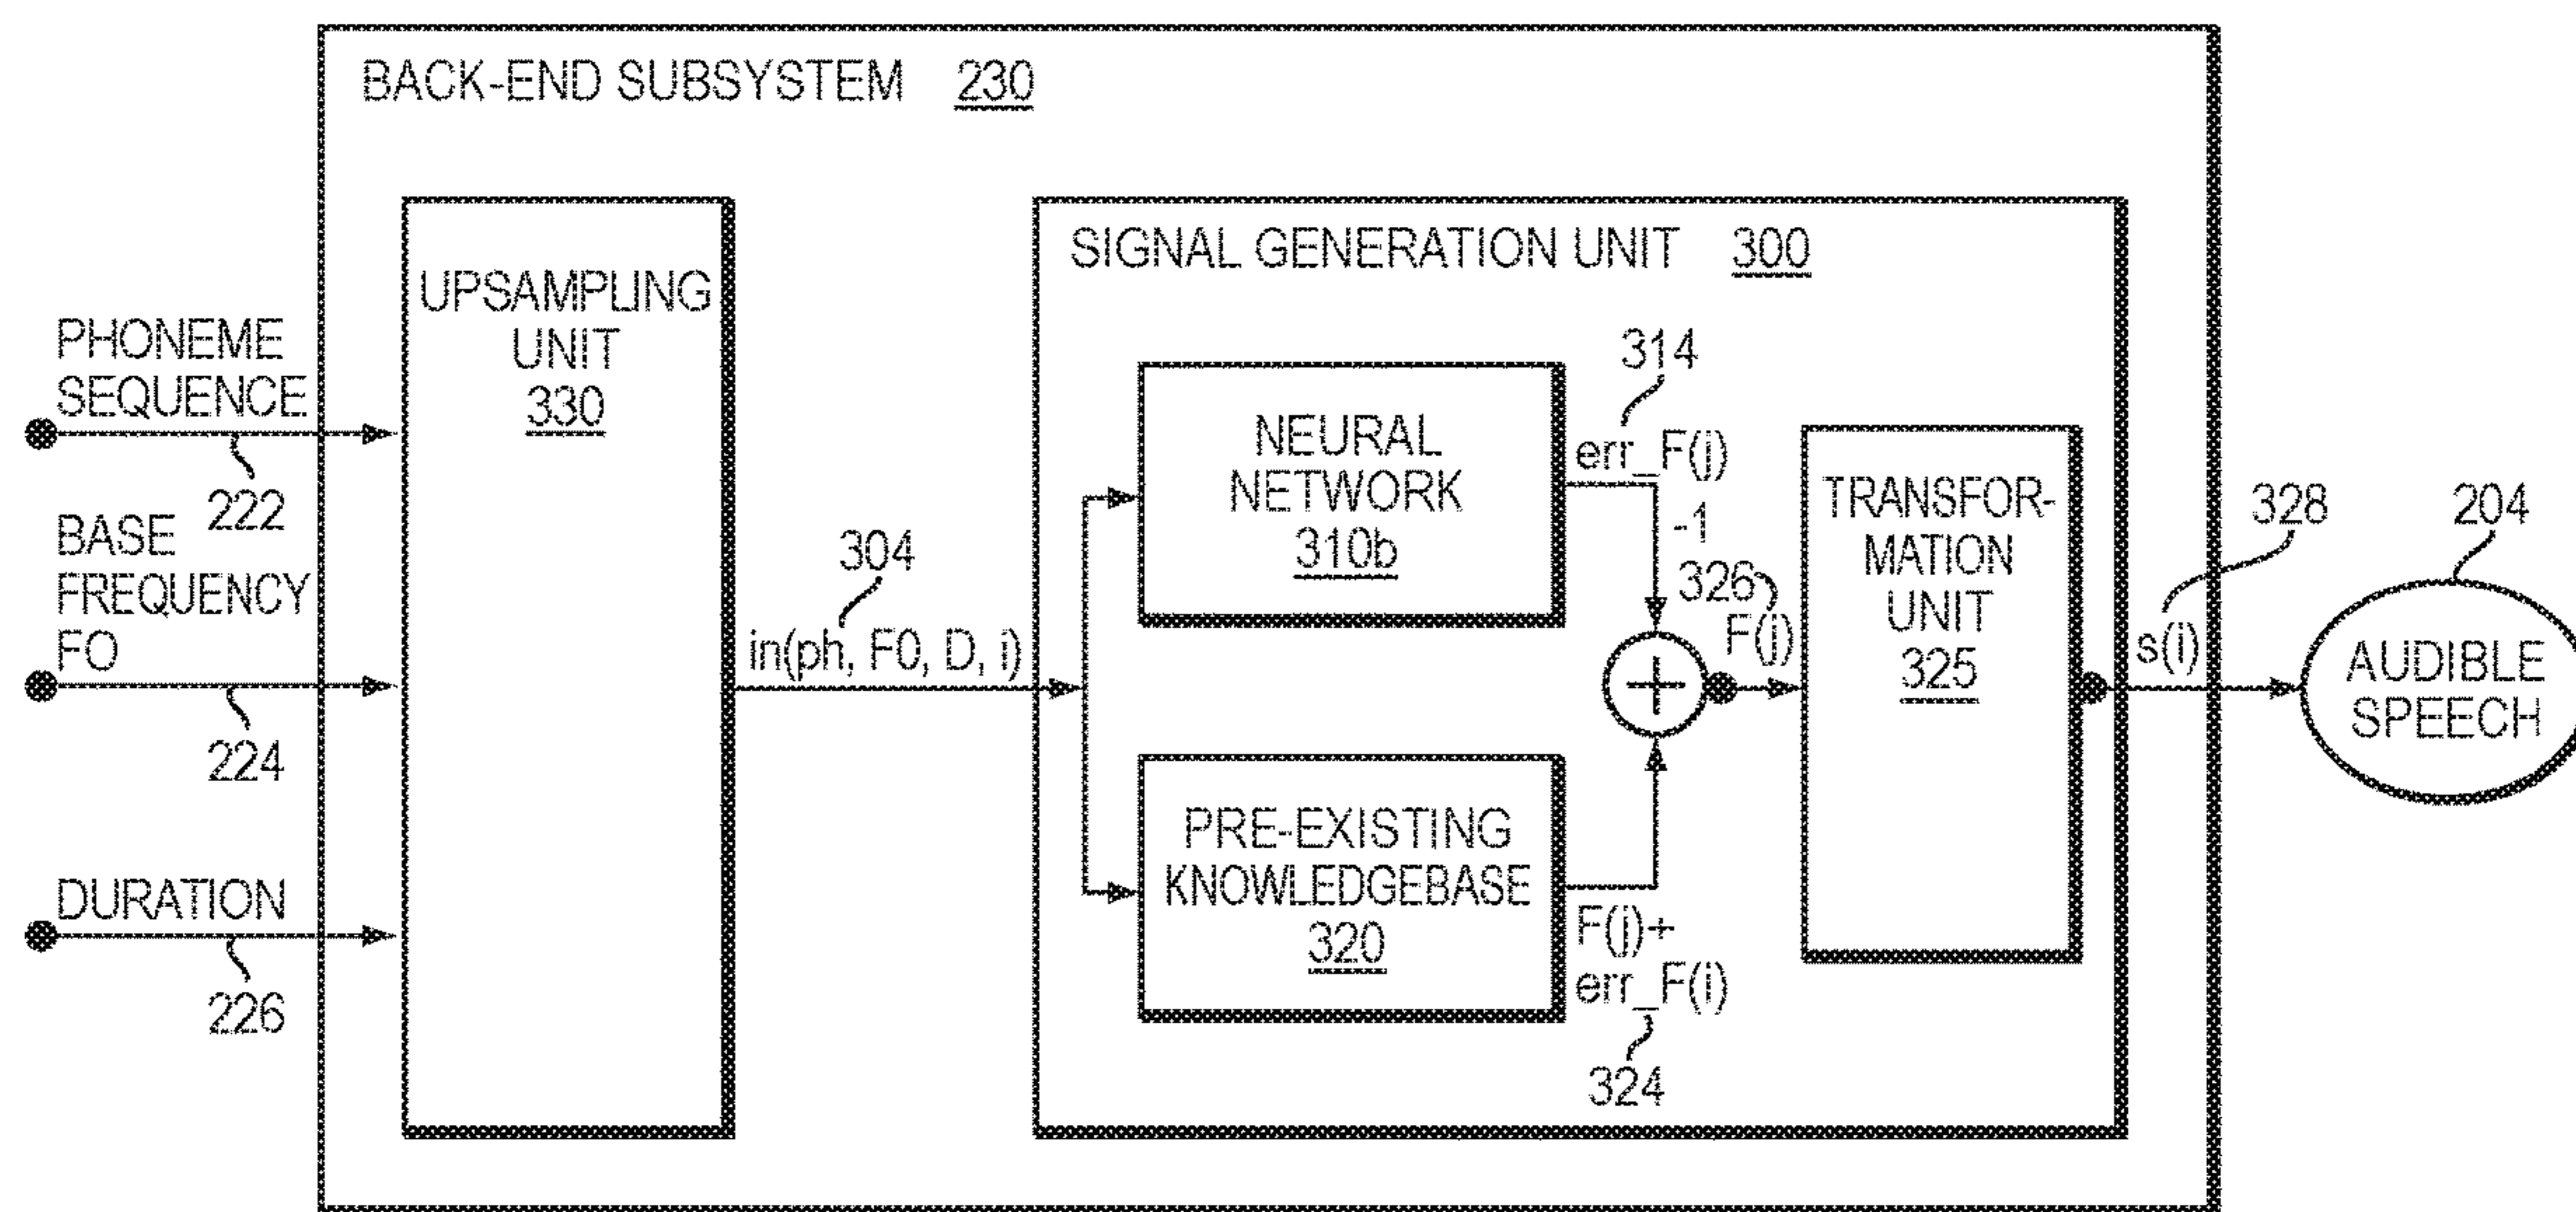 BACK-END SUBSYSTEM 230
PHONEME
SEQUENCE
222
BASE
FREQUENCY
FO
224
DURATION
226
UPSAMPLING
UNIT
330
304
in(ph, F0, D, i)
SIGNAL GENERATION UNIT 300
NEURAL
NETWORK
310b
314
err_F(j)
-1
326
F(j)
PRE-EXISTING
KNOWLEDGEBASE
320
F(j)+
err_F(i)
324
TRANSFOR-
MATION
UNIT
325
328
s(i)
204
AUDIBLE
SPEECH